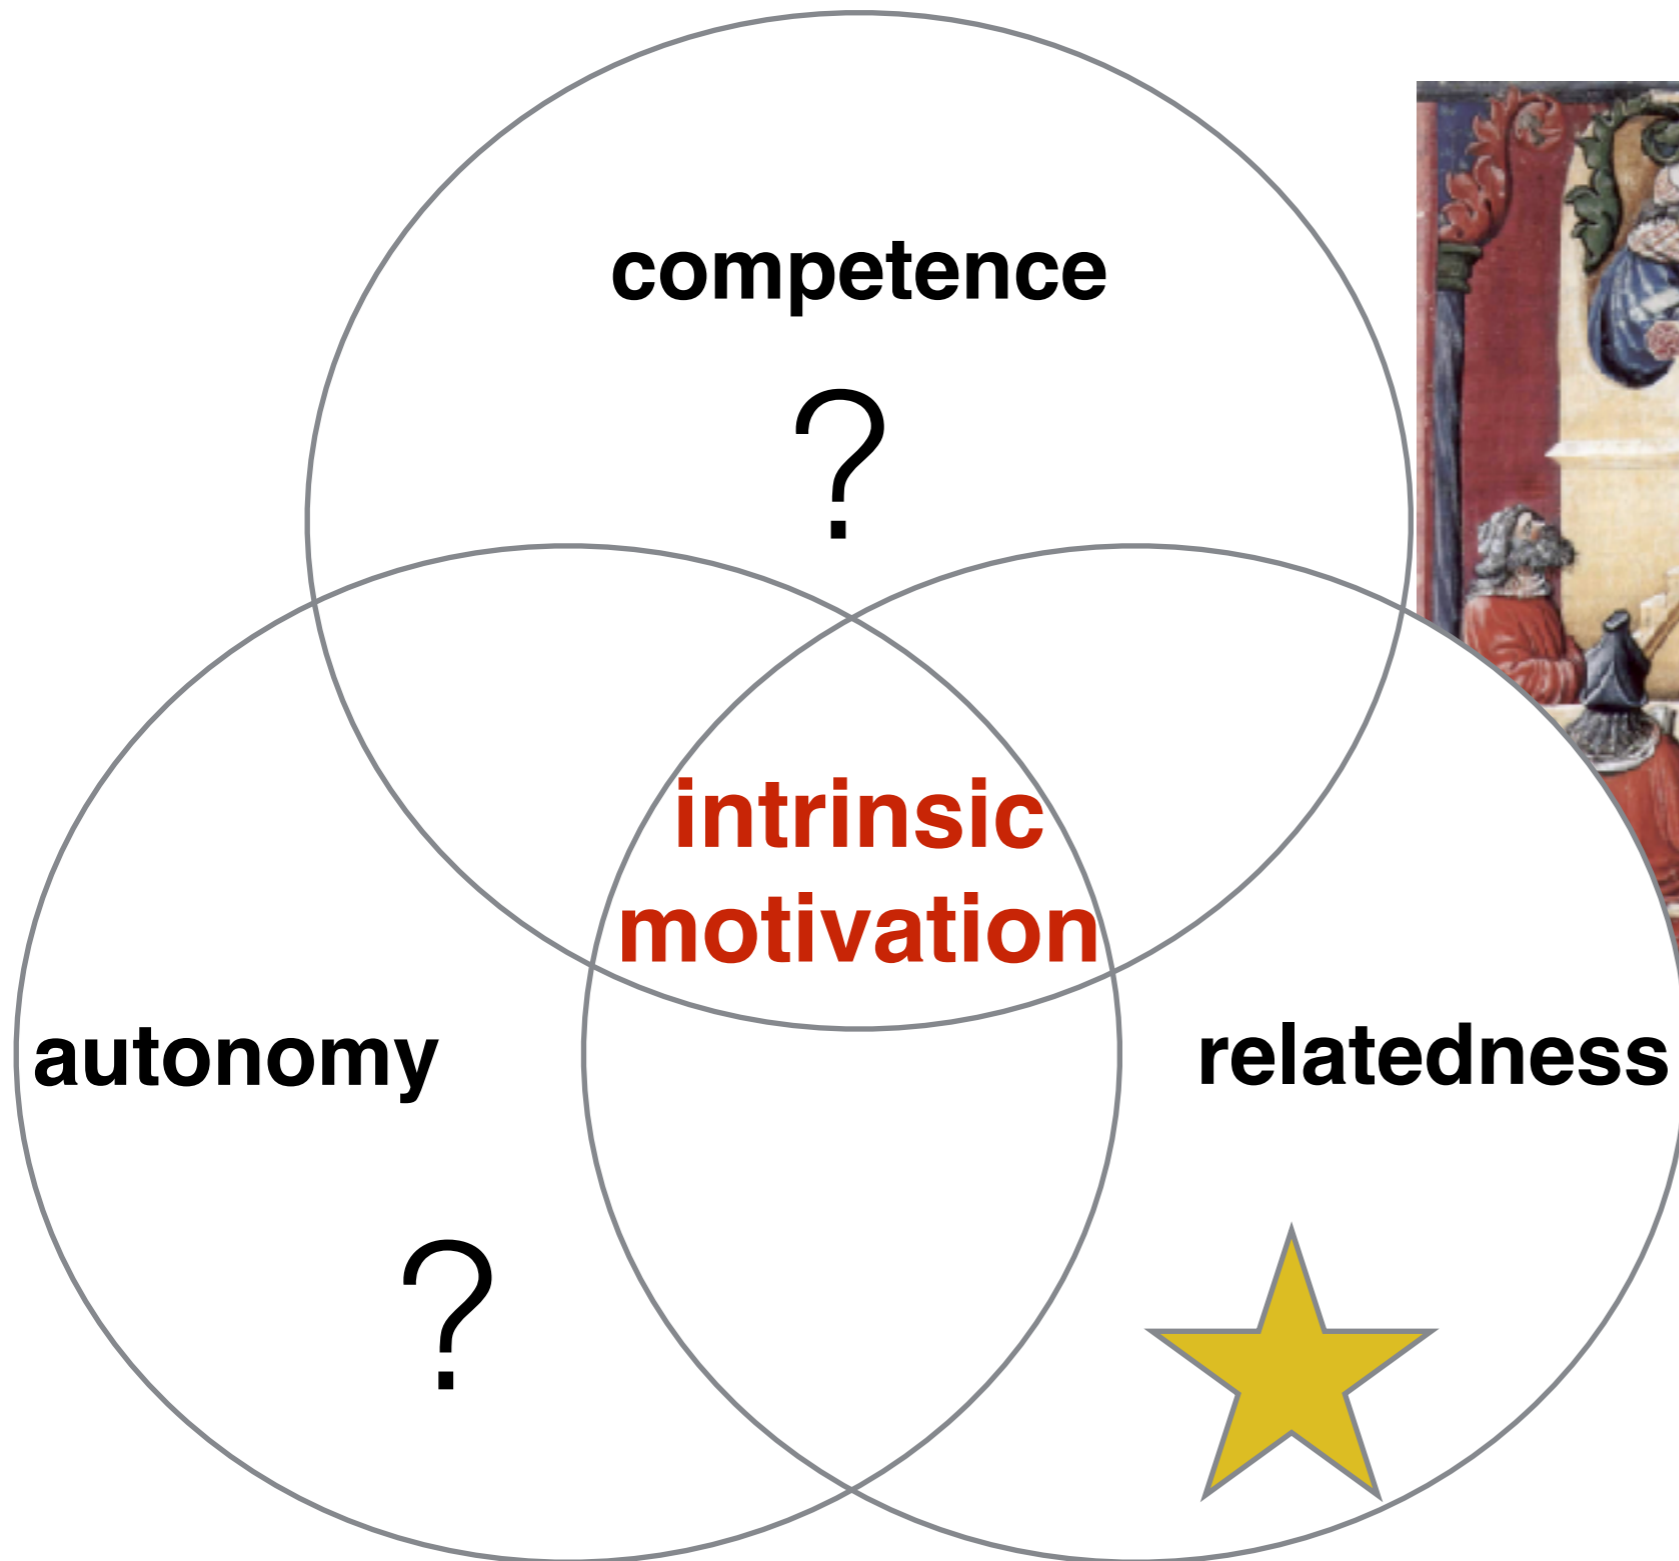 competence
?
intrinsic
motivation
autonomy
relatedness
?